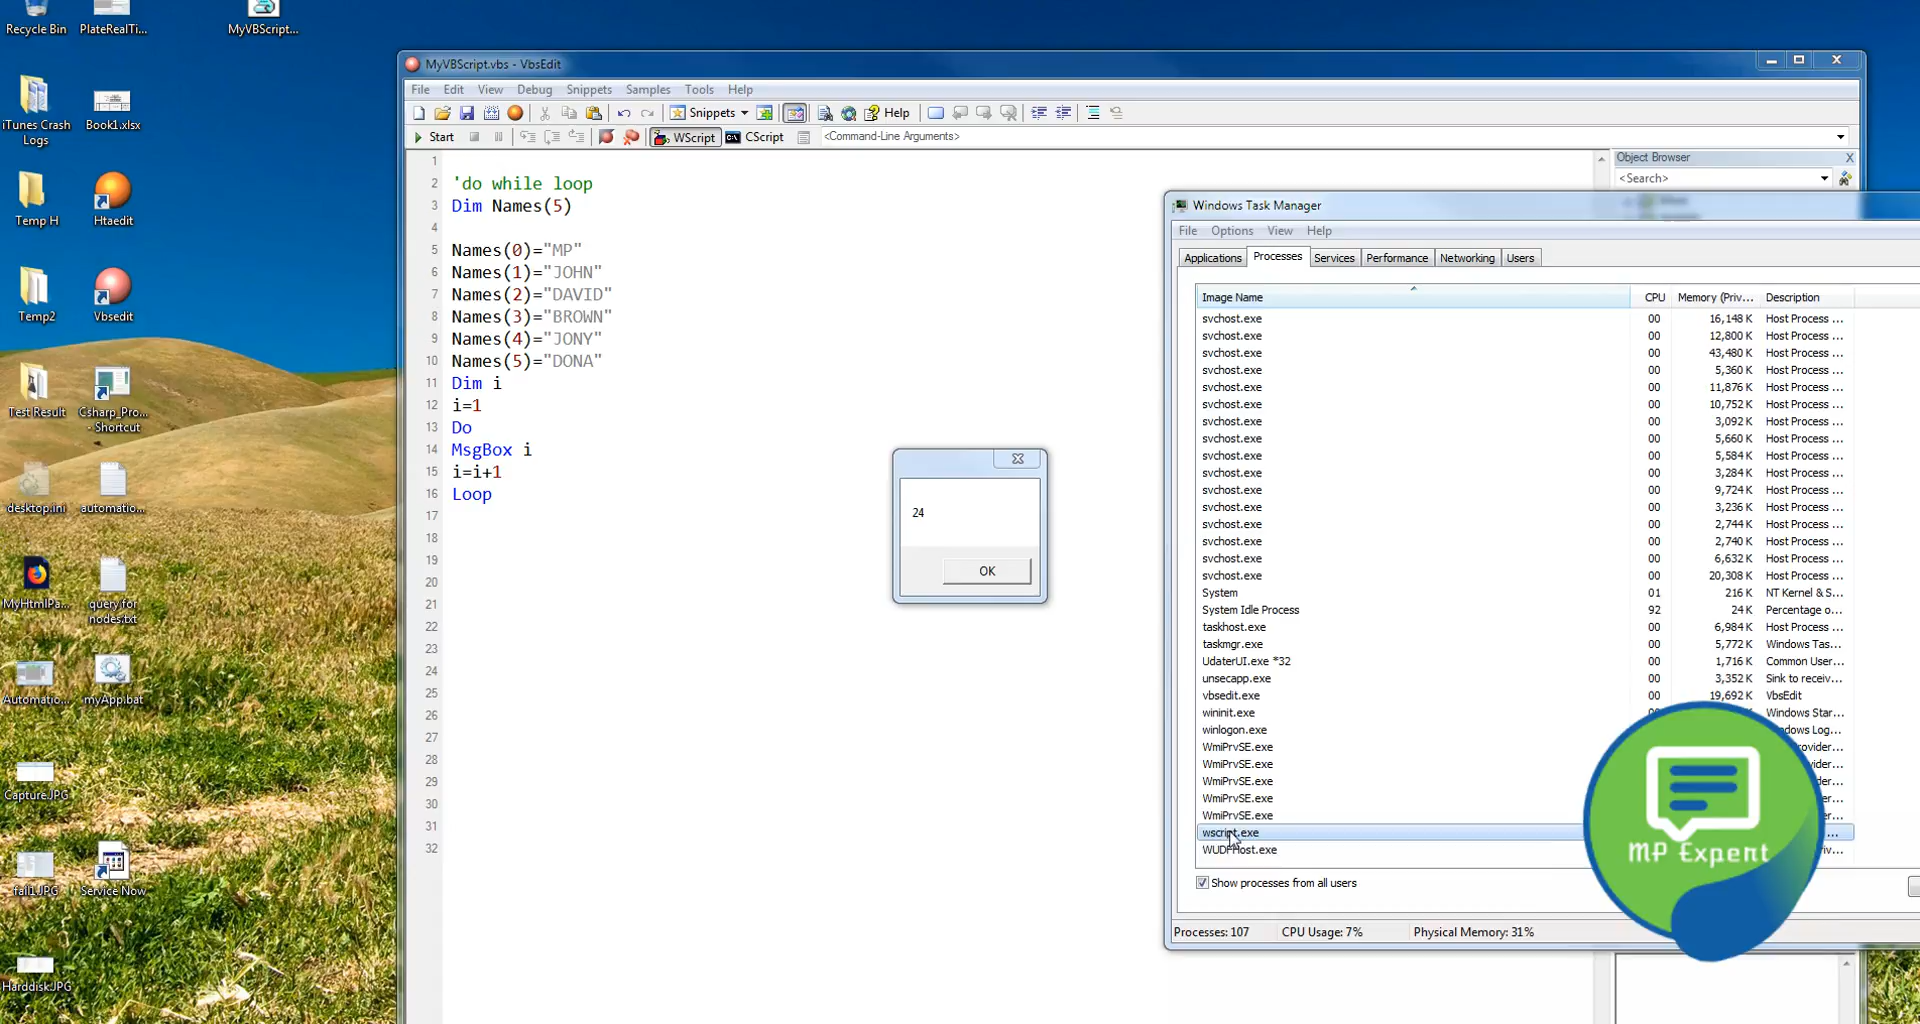 Recycle Bin
PlateRealTi...
MyVBScript...
iTunes Crash
Logs
Book1.xlsx
Temp H
Htaedit
Temp2
Vbsedit
Test Result
Csharp_Pro...
- Shortcut
desktop.ini
automatio...
MyHtmlPa...
query for
nodes.txt
Automatio...
myApp.bat
Capture.JPG
fail1.JPG
Service Now
Harddisk.JPG
MyVBScript.vbs - VbsEdit
File Edit View Debug Snippets Samples Tools Help
Snippets Help
Start WScript CScript <Command-Line Arguments>
1
2 'do while loop
3 Dim Names(5)
4
5 Names(0)="MP"
6 Names(1)="JOHN"
7 Names(2)="DAVID"
8 Names(3)="BROWN"
9 Names(4)="JONY"
10 Names(5)="DONA"
11 Dim i
12 i=1
13 Do
14 MsgBox i
15 i=i+1
16 Loop
17
18
19
20
21
22
23
24
25
26
27
28
29
30
31
32
24
OK
Object Browser
<Search>
Windows Task Manager
File Options View Help
Applications Processes Services Performance Networking Users
Image Name CPU Memory (Priv... Description
svchost.exe 00 16,148 K Host Process ...
svchost.exe 00 12,800 K Host Process ...
svchost.exe 00 43,480 K Host Process ...
svchost.exe 00 5,360 K Host Process ...
svchost.exe 00 11,876 K Host Process ...
svchost.exe 00 10,752 K Host Process ...
svchost.exe 00 3,092 K Host Process ...
svchost.exe 00 5,660 K Host Process ...
svchost.exe 00 5,584 K Host Process ...
svchost.exe 00 3,284 K Host Process ...
svchost.exe 00 9,724 K Host Process ...
svchost.exe 00 3,236 K Host Process ...
svchost.exe 00 2,744 K Host Process ...
svchost.exe 00 2,740 K Host Process ...
svchost.exe 00 6,632 K Host Process ...
svchost.exe 00 20,308 K Host Process ...
System 01 216 K NT Kernel & S...
System Idle Process 92 24 K Percentage o...
taskhost.exe 00 6,984 K Host Process ...
taskmgr.exe 00 5,772 K Windows Tas...
UdaterUI.exe *32 00 1,716 K Common User...
unsecapp.exe 00 3,352 K Sink to receiv...
vbsedit.exe 00 19,692 K VbsEdit
wininit.exe Windows Star...
winlogon.exe
WmiPrvSE.exe
WmiPrvSE.exe
WmiPrvSE.exe
WmiPrvSE.exe
WmiPrvSE.exe
wscript.exe
WUDFHost.exe
MP Expert
Show processes from all users
Processes: 107 CPU Usage: 7% Physical Memory: 31%